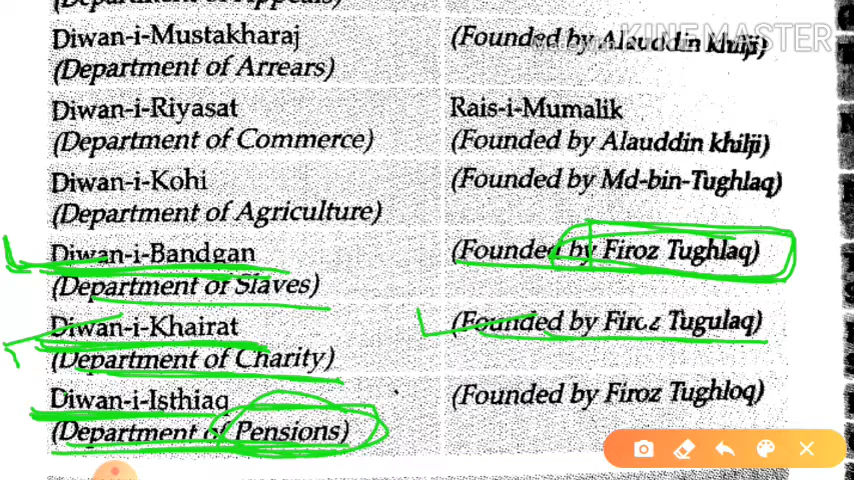 (Department of Appeals)
Diwan-i-Mustakharaj (Founded by Alauddin khilji)
(Department of Arrears)
Diwan-i-Riyasat Rais-i-Mumalik
(Department of Commerce) (Founded by Alauddin khilji)
Diwan-i-Kohi (Founded by Md-bin-Tughlaq)
(Department of Agriculture)
Diwan-i-Bandgan (Founded by Firoz Tughlaq)
(Department of Slaves)
Diwan-i-Khairat (Founded by Firoz Tugulaq)
(Department of Charity)
Diwan-i-Isthiaq (Founded by Firoz Tughloq)
(Department of Pensions)
KINEMASTER